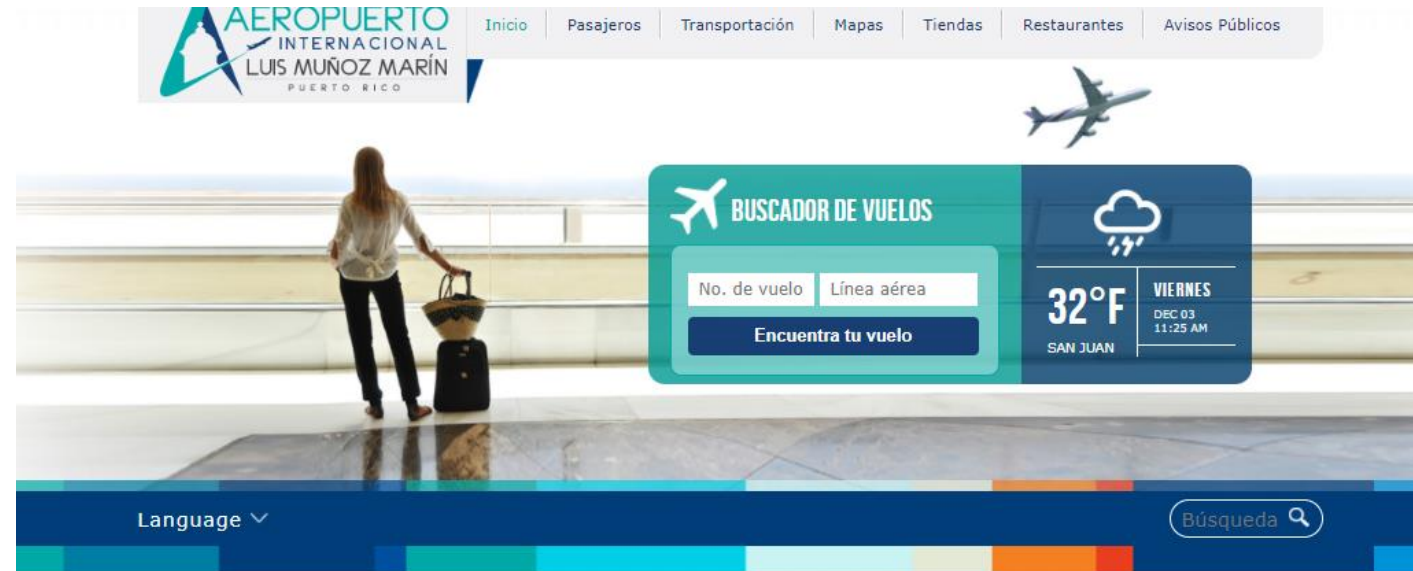 AEROPUERTO
INTERNACIONAL
LUIS MUÑOZ MARÍN
PUERTO RICO
Inicio Pasajeros Transportación Mapas Tiendas Restaurantes Avisos Públicos
BUSCADOR DE VUELOS
No. de vuelo Línea aérea
Encuentra tu vuelo
32°F
SAN JUAN
VIERNES
DEC 03
11:25 AM
Language
Búsqueda